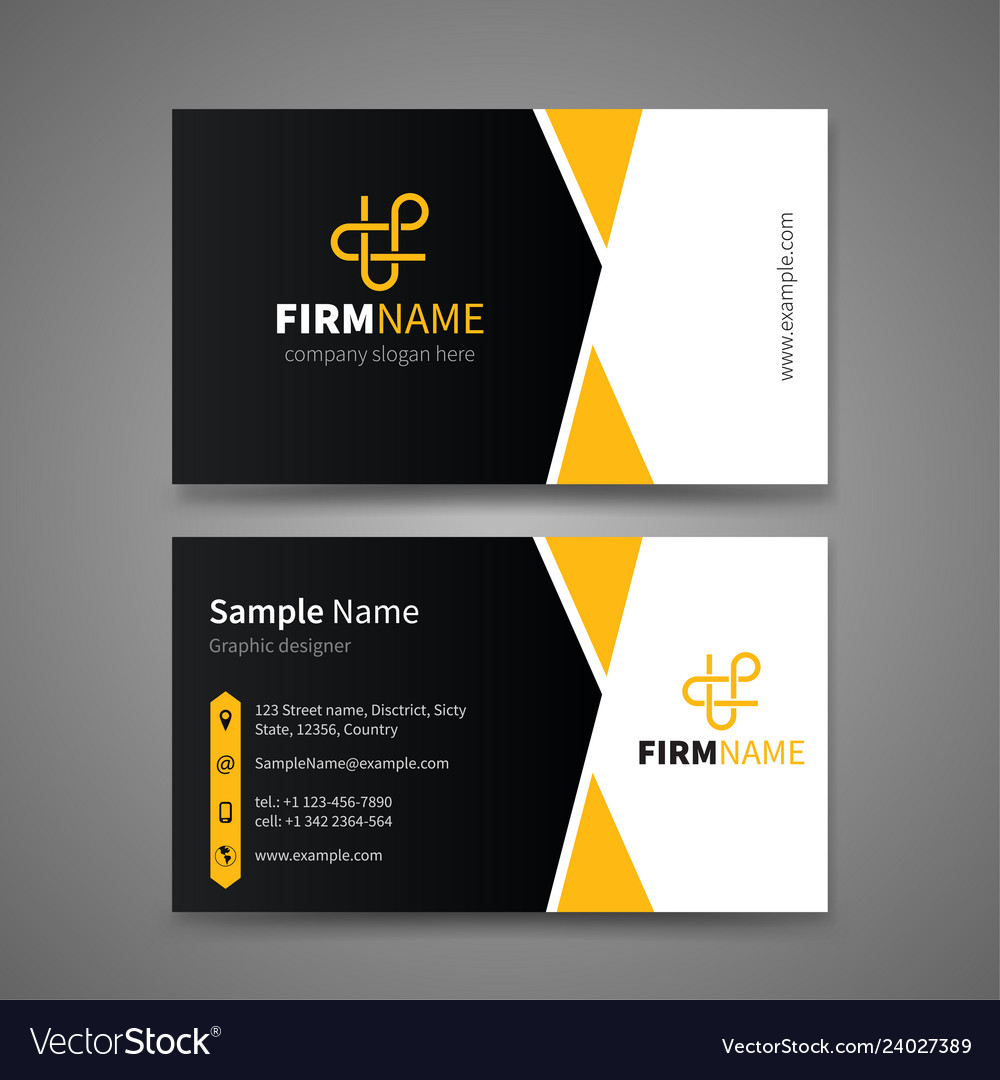 FIRMNAME
company slogan here
www.example.com
Sample Name
Graphic designer
123 Street name, Disctrict, Sicty
State, 12356, Country
@
SampleName@example.com
tel.: +1 123-456-7890
cell: +1 342 2364-564
www.example.com
FIRMNAME
VectorStock®
VectorStock.com/24027389